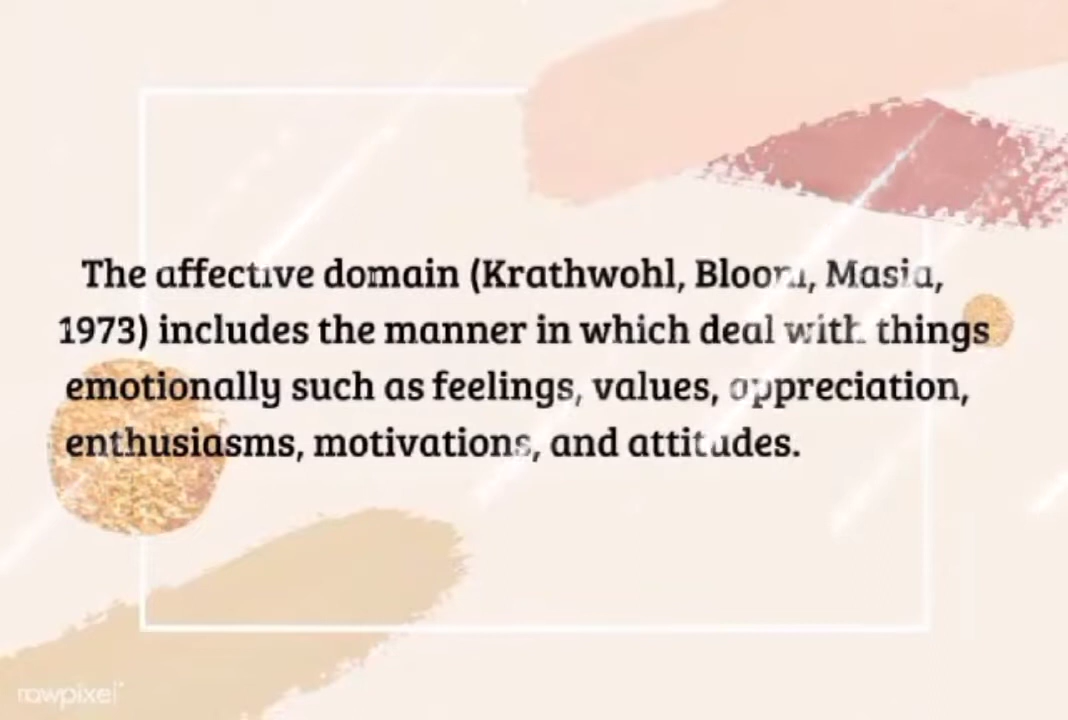 The affective domain (Krathwohl, Bloom, Masia,
1973) includes the manner in which deal with things
emotionally such as feelings, values, appreciation,
enthusiasms, motivations, and attitudes.
rawpixel